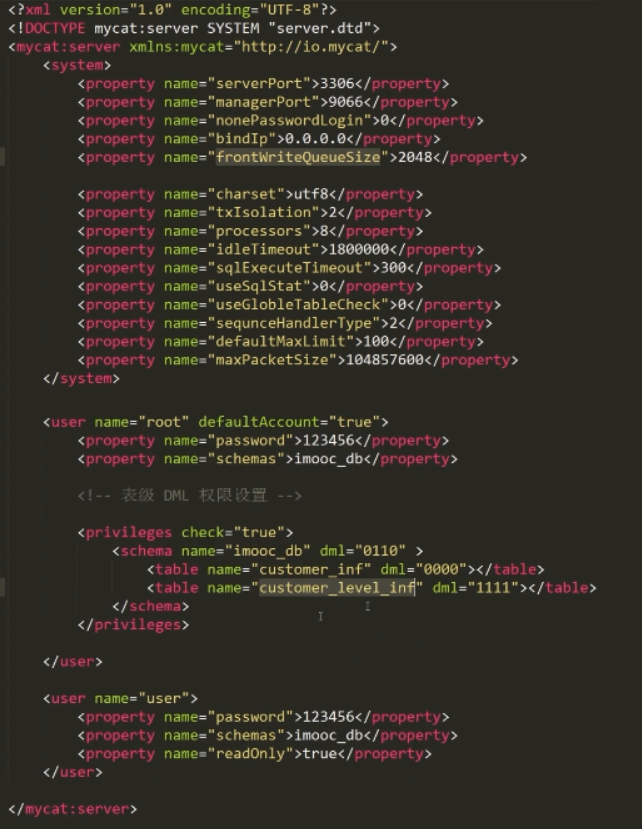 <?xml version="1.0" encoding="UTF-8"?>
<!DOCTYPE mycat:server SYSTEM "server.dtd">
<mycat:server xmlns:mycat="http://io.mycat/">
<system>
<property name="serverPort">3306</property>
<property name="managerPort">9066</property>
<property name="nonePasswordLogin">0</property>
<property name="bindIp">0.0.0.0</property>
<property name="frontWriteQueueSize">2048</property>
<property name="charset">utf8</property>
<property name="txIsolation">2</property>
<property name="processors">8</property>
<property name="idleTimeout">1800000</property>
<property name="sqlExecuteTimeout">300</property>
<property name="useSqlStat">0</property>
<property name="useGlobleTableCheck">0</property>
<property name="sequnceHandlerType">2</property>
<property name="defaultMaxLimit">100</property>
<property name="maxPacketSize">104857600</property>
</system>
<user name="root" defaultAccount="true">
<property name="password">123456</property>
<property name="schemas">imooc_db</property>
<!-- 表级 DML 权限设置 -->
<privileges check="true">
<schema name="imooc_db" dml="0110" >
<table name="customer_inf" dml="0000"></table>
<table name="customer_level_inf" dml="1111"></table>
</schema>
</privileges>
</user>
<user name="user">
<property name="password">123456</property>
<property name="schemas">imooc_db</property>
<property name="readOnly">true</property>
</user>
</mycat:server>